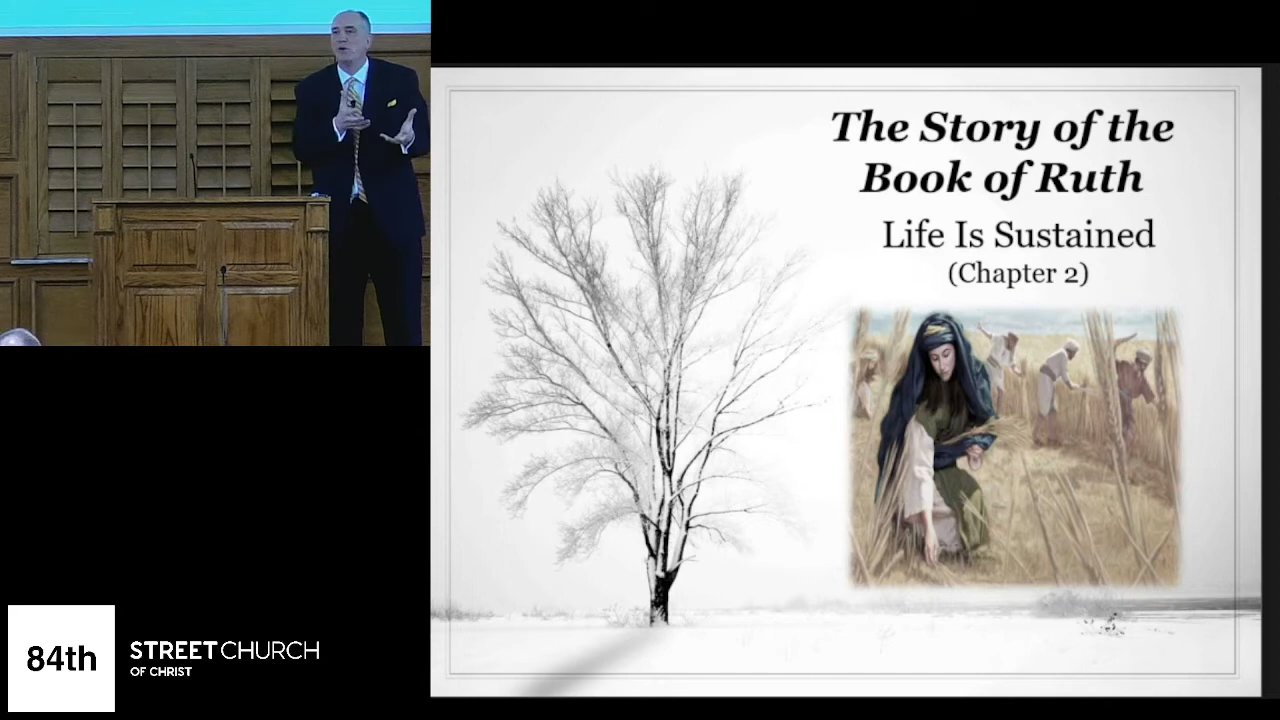 The Story of the
Book of Ruth
Life Is Sustained
(Chapter 2)
84th
STREET CHURCH
OF CHRIST